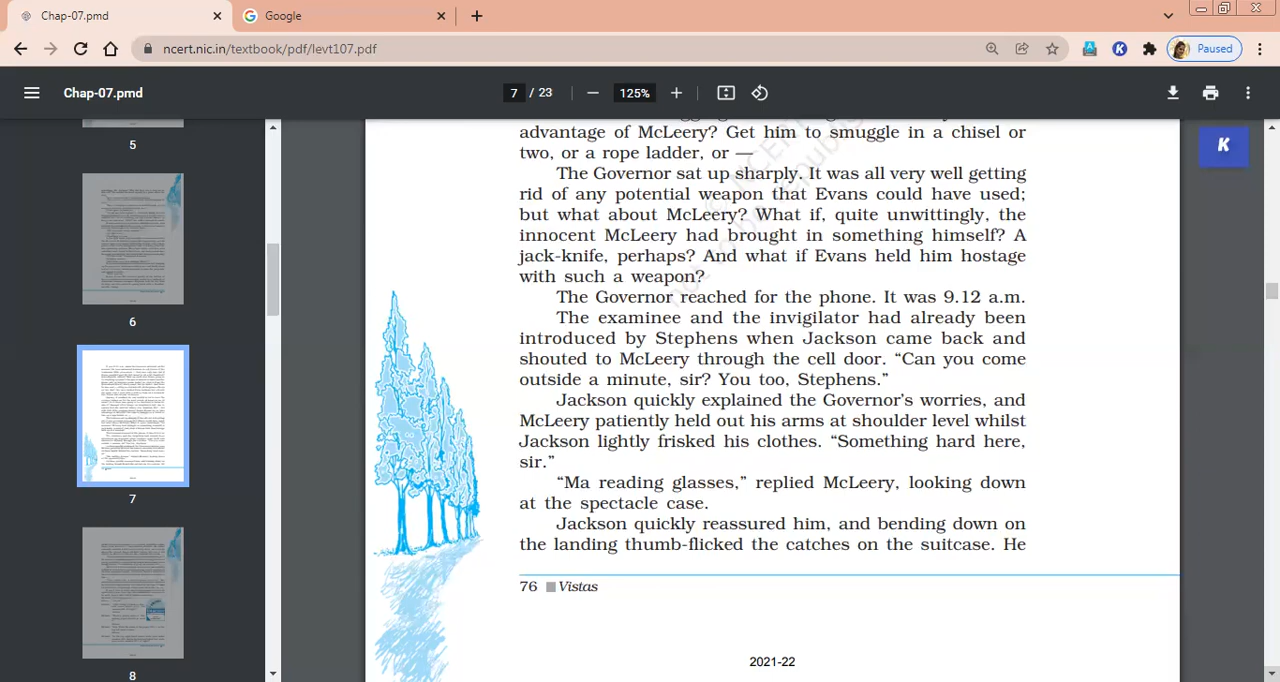 Chap-07.pmd
Google
ncert.nic.in/textbook/pdf/levt107.pdf
Paused
Chap-07.pmd
7 / 23
125%
5
6
7
8
advantage of McLeery? Get him to smuggle in a chisel or
two, or a rope ladder, or —
The Governor sat up sharply. It was all very well getting
rid of any potential weapon that Evans could have used;
but what about McLeery? What if, quite unwittingly, the
innocent McLeery had brought in something himself? A
jack-knife, perhaps? And what if Evans held him hostage
with such a weapon?
The Governor reached for the phone. It was 9.12 a.m.
The examinee and the invigilator had already been
introduced by Stephens when Jackson came back and
shouted to McLeery through the cell door. “Can you come
outside a minute, sir? You too, Stephens.”
Jackson quickly explained the Governor’s worries, and
McLeery patiently held out his arms at shoulder level whilst
Jackson lightly frisked his clothes. “Something hard here,
sir.”
“Ma reading glasses,” replied McLeery, looking down
at the spectacle case.
Jackson quickly reassured him, and bending down on
the landing thumb-flicked the catches on the suitcase. He
76 Vistas
2021-22
K